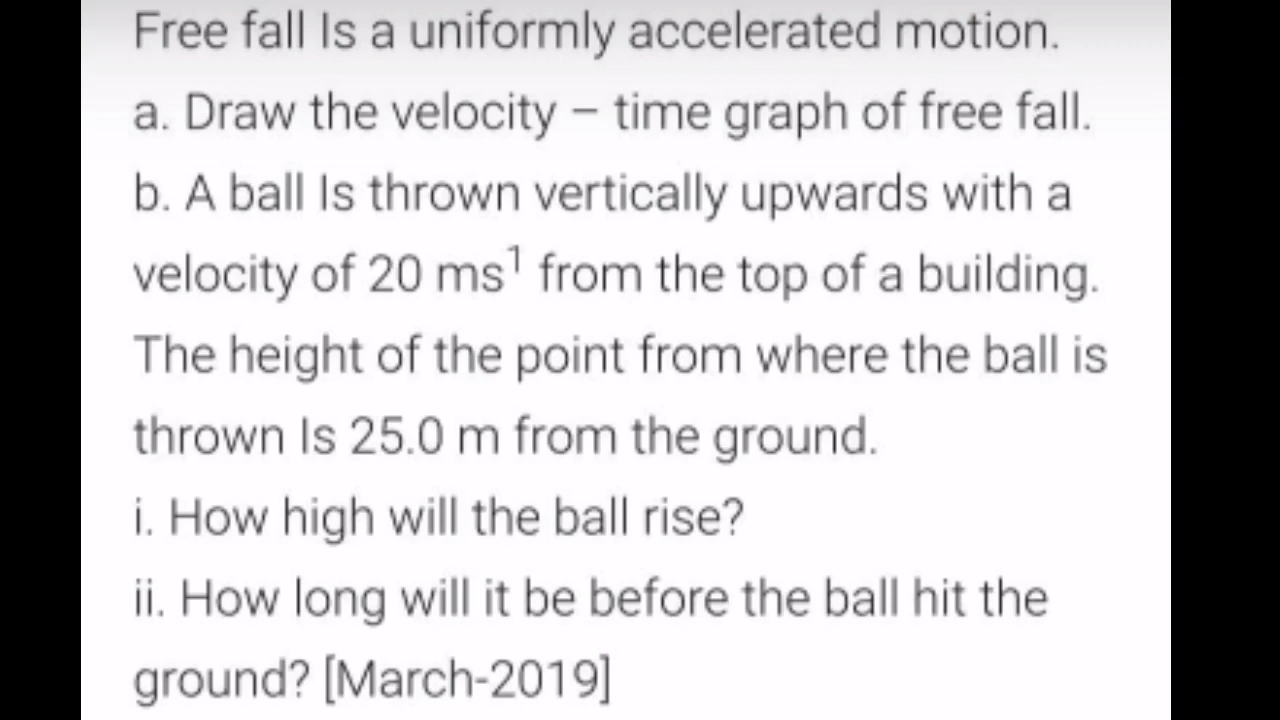 Free fall Is a uniformly accelerated motion.
a. Draw the velocity – time graph of free fall.
b. A ball Is thrown vertically upwards with a
velocity of 20 ms¹ from the top of a building.
The height of the point from where the ball is
thrown Is 25.0 m from the ground.
i. How high will the ball rise?
ii. How long will it be before the ball hit the
ground? [March-2019]